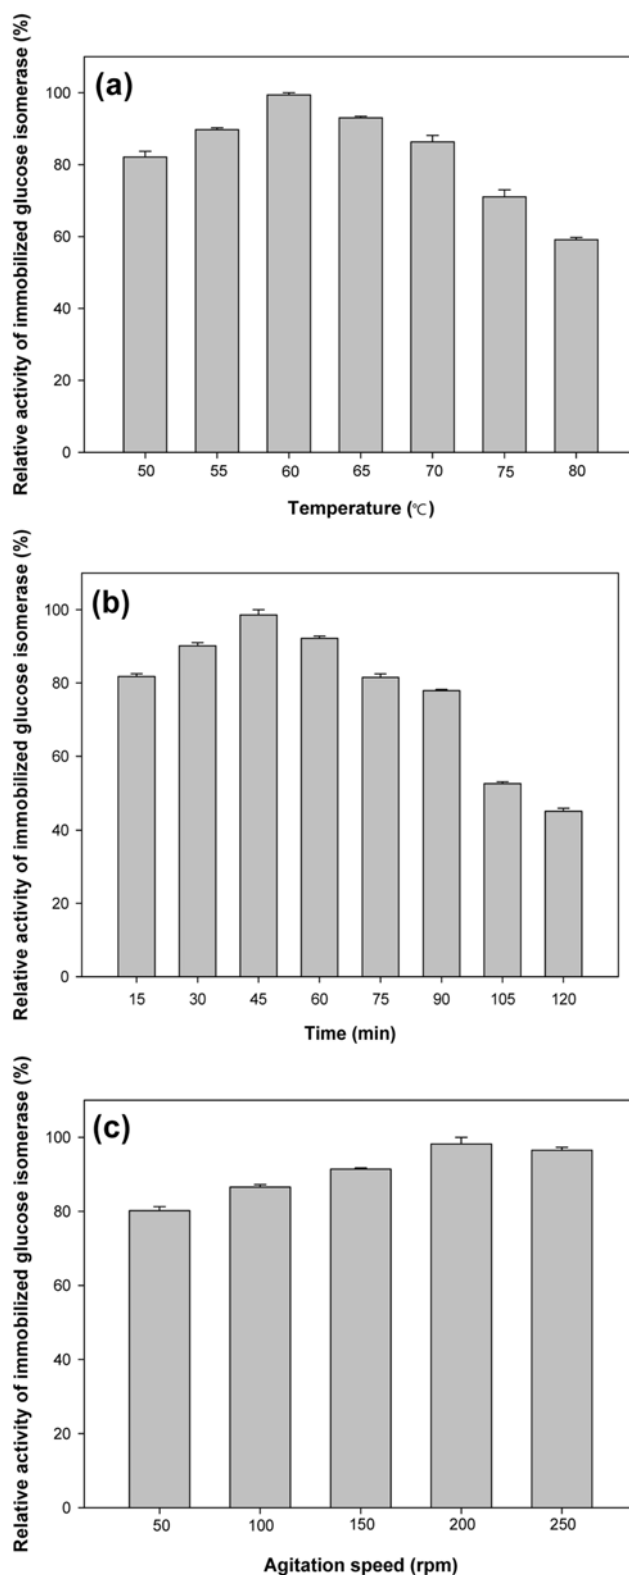 (a)
Relative activity of immobilized glucose isomerase (%)
100
80
60
40
20
0
50 55 60 65 70 75 80
Temperature (℃)
(b)
Relative activity of immobilized glucose isomerase (%)
100
80
60
40
20
0
15 30 45 60 75 90 105 120
Time (min)
(c)
Relative activity of immobilized glucose isomerase (%)
100
80
60
40
20
0
50 100 150 200 250
Agitation speed (rpm)